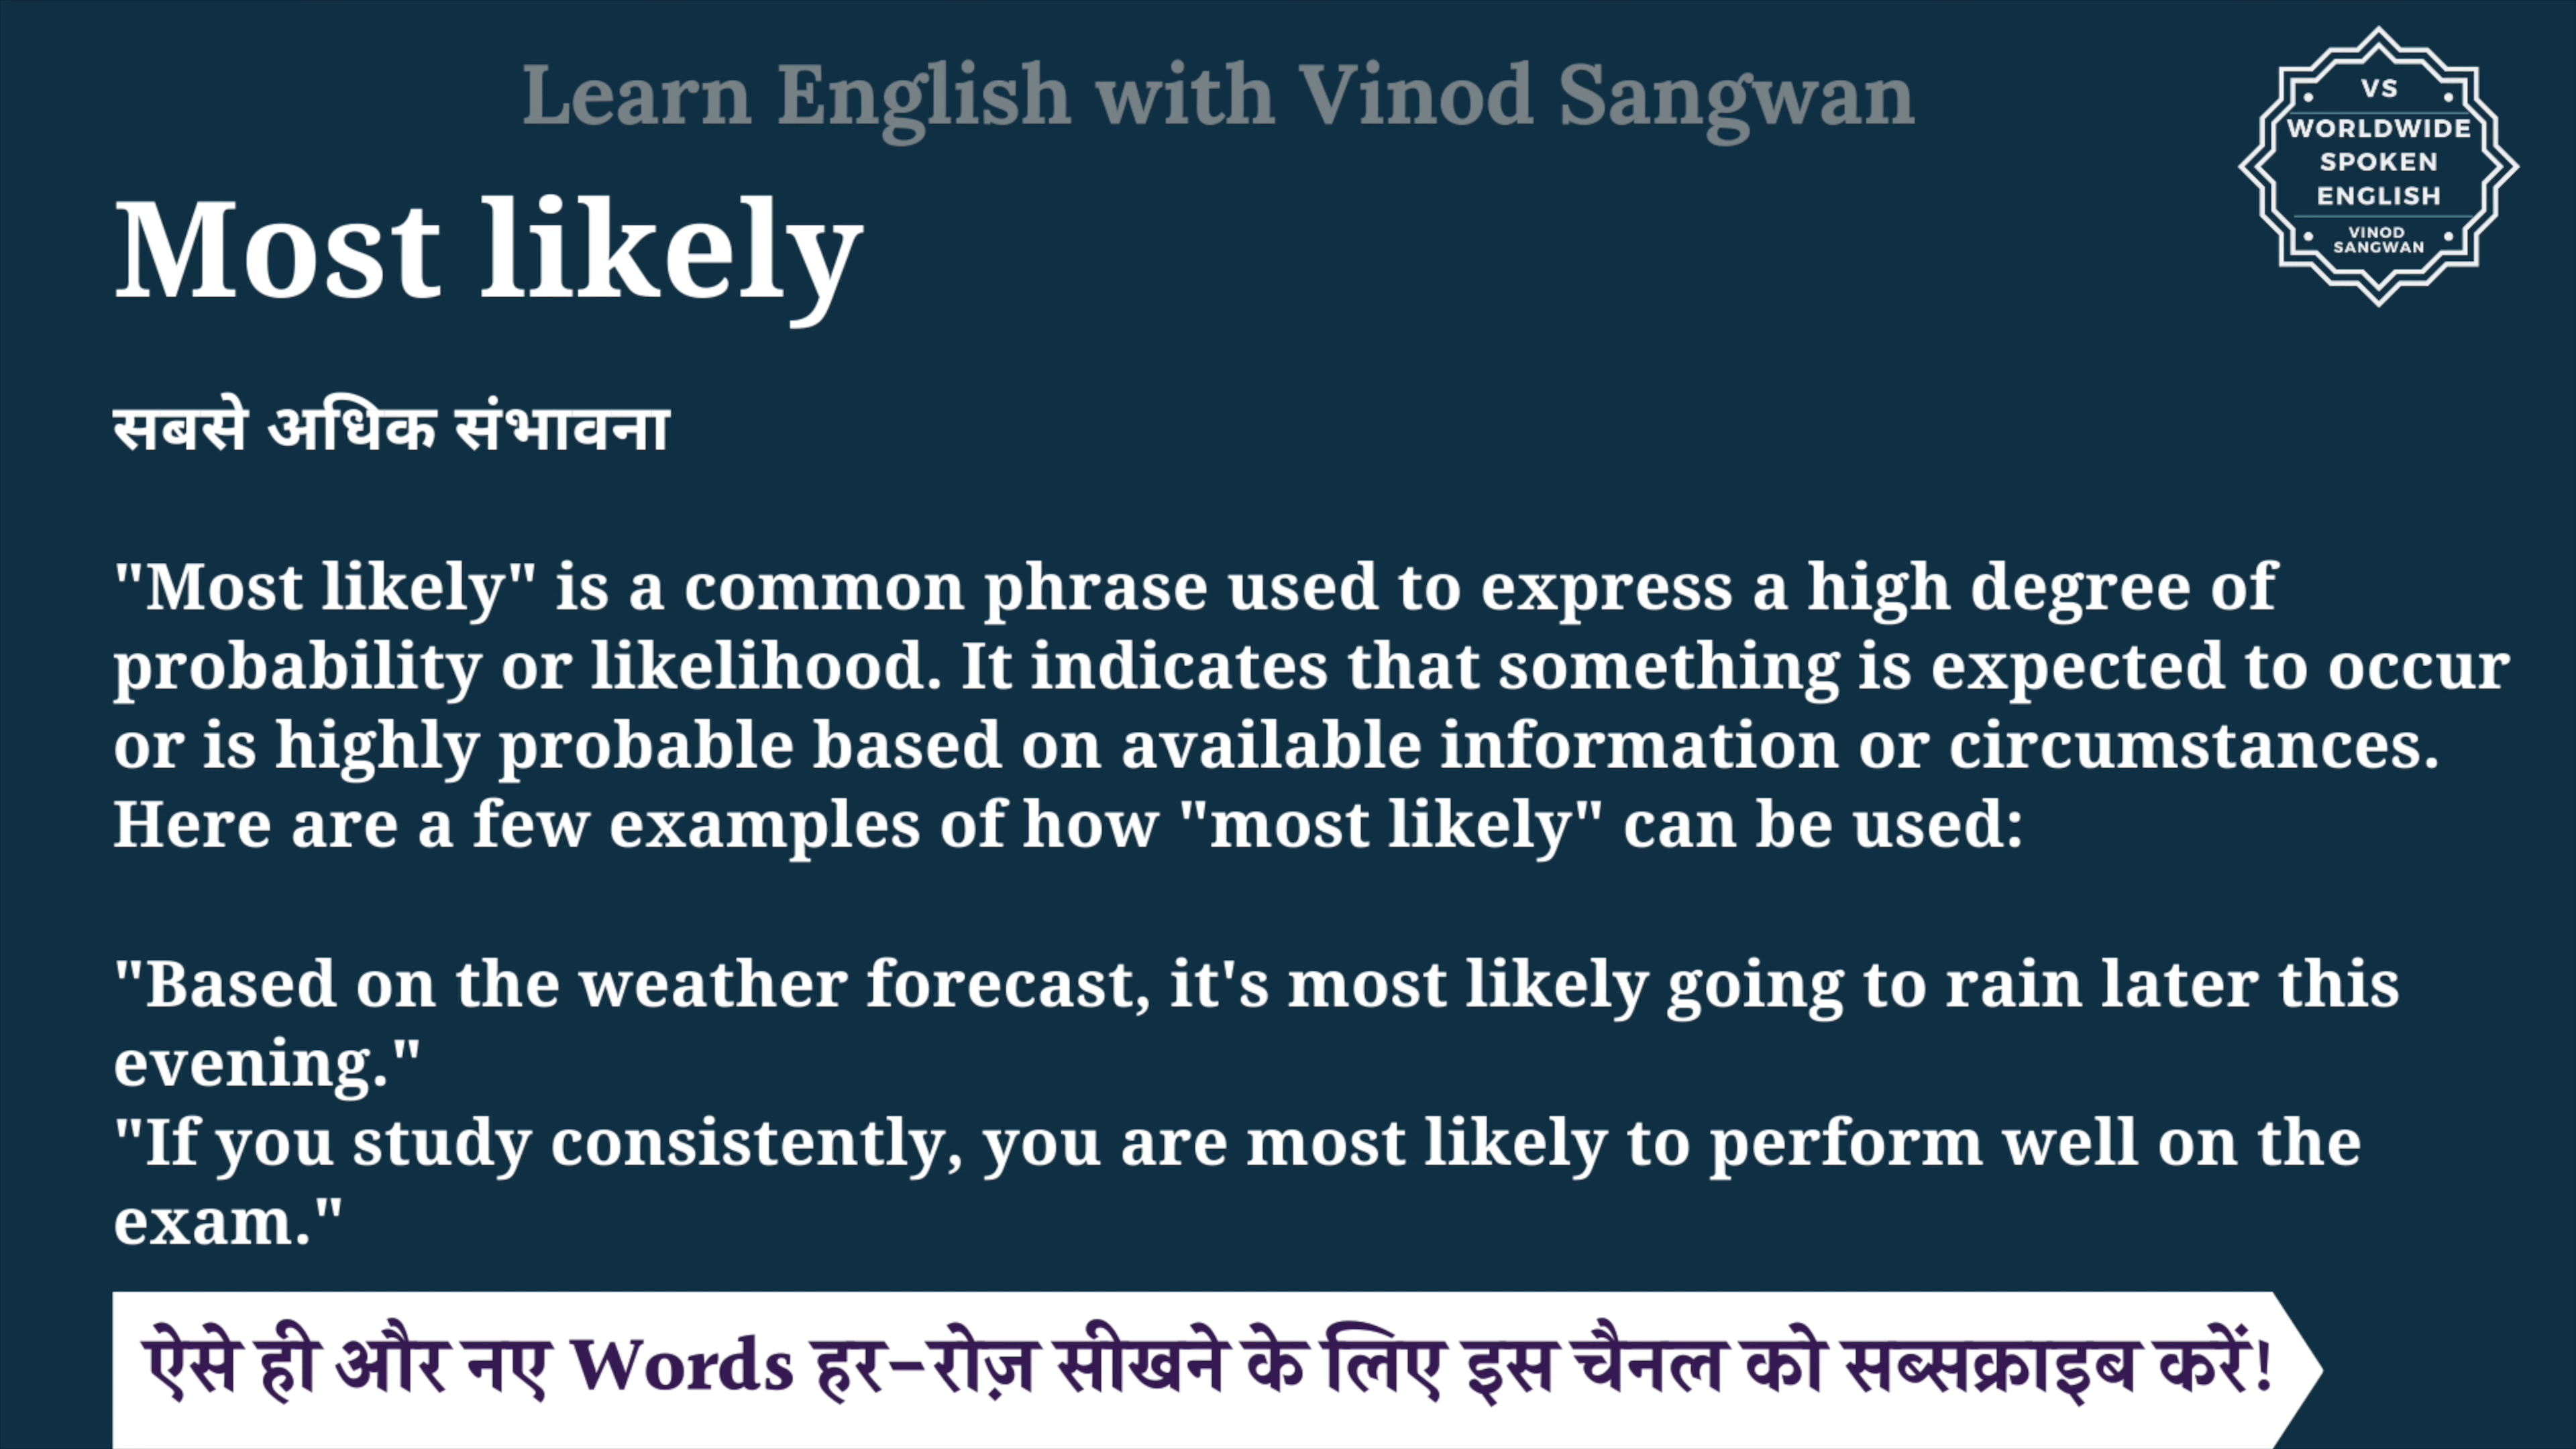 Learn English with Vinod Sangwan
VS
WORLDWIDE
SPOKEN
ENGLISH
VINOD
SANGWAN
Most likely
सबसे अधिक संभावना
"Most likely" is a common phrase used to express a high degree of
probability or likelihood. It indicates that something is expected to occur
or is highly probable based on available information or circumstances.
Here are a few examples of how "most likely" can be used:
"Based on the weather forecast, it's most likely going to rain later this
evening."
"If you study consistently, you are most likely to perform well on the
exam."
ऐसे ही और नए Words हर-रोज़ सीखने के लिए इस चैनल को सब्सक्राइब करें!